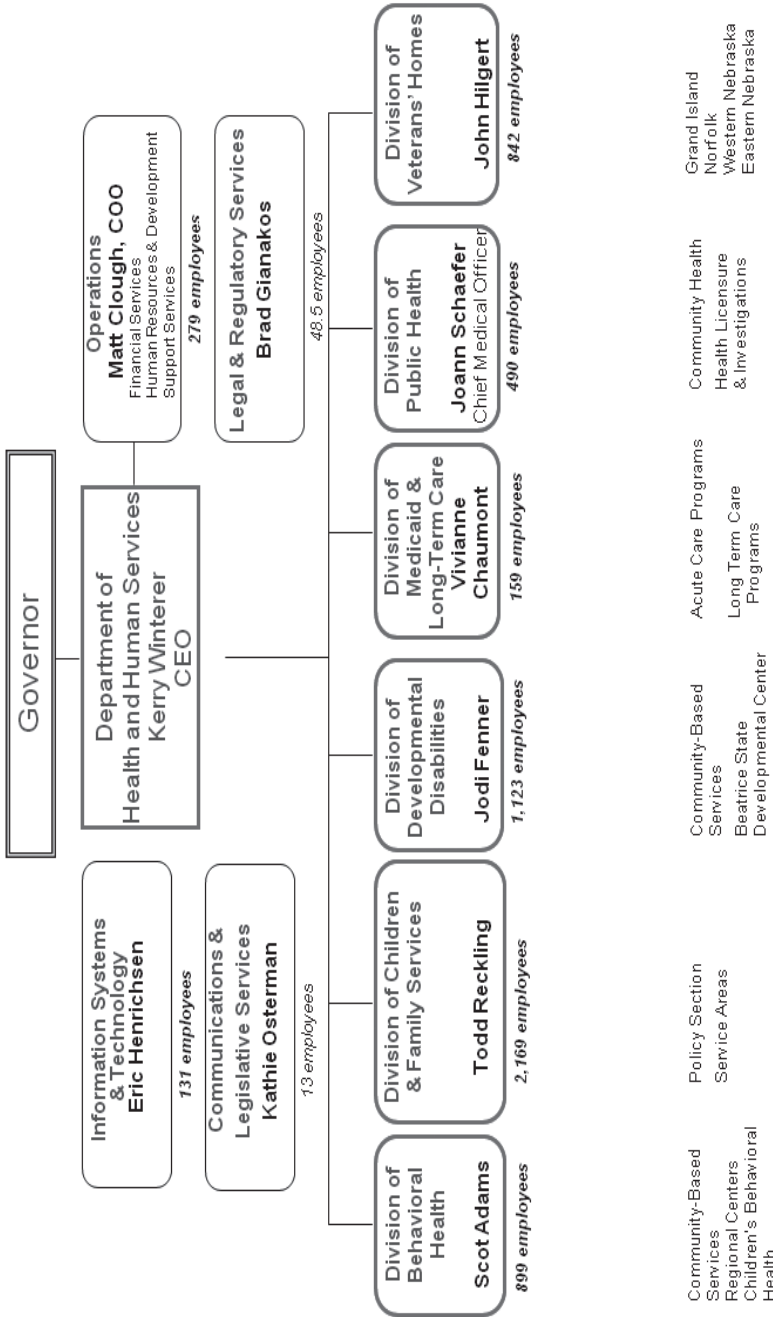 Governor
Department of
Health and Human Services
Kerry Winterer
CEO
Information Systems
& Technology
Eric Henrichsen
131 employees
Operations
Matt Clough, COO
Financial Services
Human Resources & Development
Support Services
279 employees
Communications &
Legislative Services
Kathie Osterman
13 employees
Legal & Regulatory Services
Brad Gianakos
48.5 employees
Division of
Behavioral
Health
Scot Adams
899 employees
Division of Children
& Family Services
Todd Reckling
2,169 employees
Division of
Developmental
Disabilities
Jodi Fenner
1,123 employees
Division of
Medicaid &
Long-Term Care
Vivianne
Chaumont
159 employees
Division of
Public Health
Joann Schaefer
Chief Medical Officer
490 employees
Division of
Veterans' Homes
John Hilgert
842 employees
Community-Based
Services
Regional Centers
Children's Behavioral
Health
Policy Section
Service Areas
Community-Based
Services
Beatrice State
Developmental Center
Acute Care Programs
Long Term Care
Programs
Community Health
Health Licensure
& Investigations
Grand Island
Norfolk
Western Nebraska
Eastern Nebraska